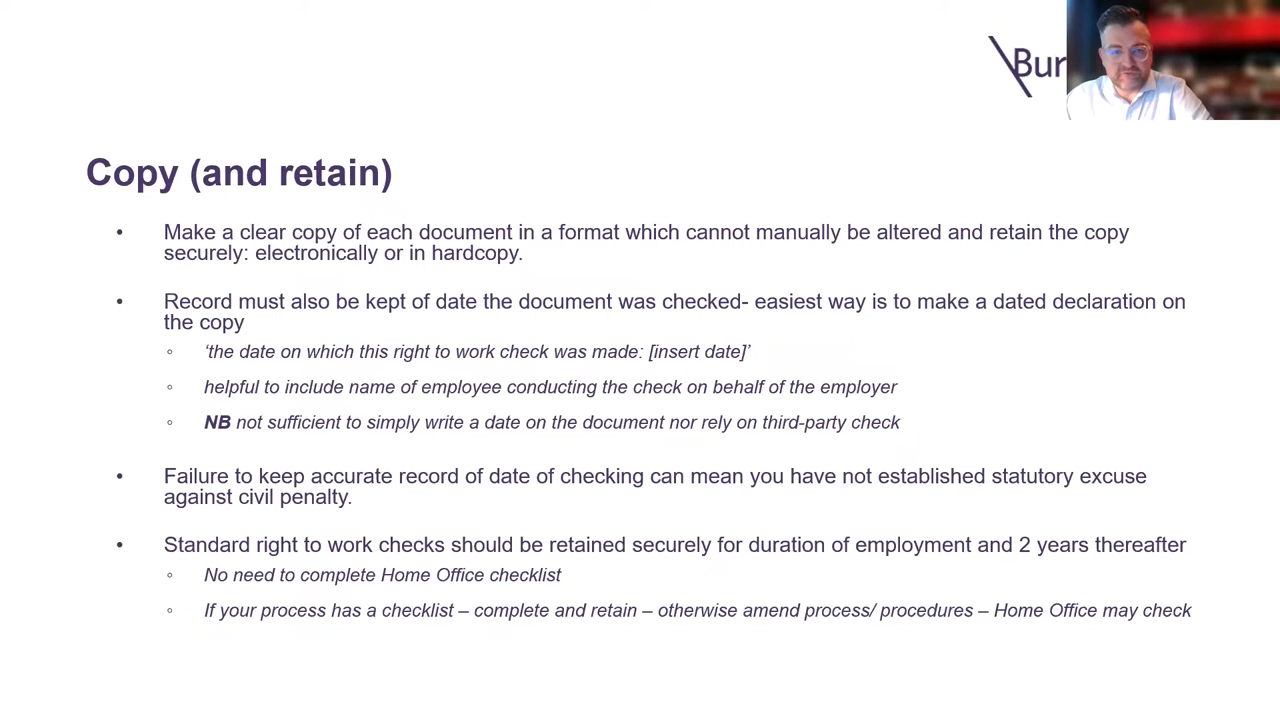 Bur
Copy (and retain)
• Make a clear copy of each document in a format which cannot manually be altered and retain the copy
securely: electronically or in hardcopy.
• Record must also be kept of date the document was checked- easiest way is to make a dated declaration on
the copy
◦ ‘the date on which this right to work check was made: [insert date]’
◦ helpful to include name of employee conducting the check on behalf of the employer
◦ NB not sufficient to simply write a date on the document nor rely on third-party check
• Failure to keep accurate record of date of checking can mean you have not established statutory excuse
against civil penalty.
• Standard right to work checks should be retained securely for duration of employment and 2 years thereafter
◦ No need to complete Home Office checklist
◦ If your process has a checklist – complete and retain – otherwise amend process/ procedures – Home Office may check